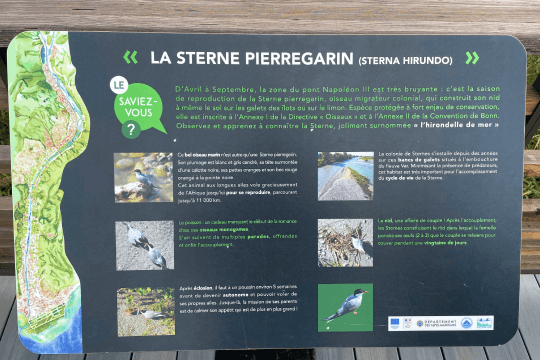 « LA STERNE PIERREGARIN (STERNA HIRUNDO) »
LE
SAVIEZ-
VOUS
?
D'Avril à Septembre, la zone du pont Napoléon III est très bruyante : c'est la saison
de reproduction de la Sterne pierregarin, oiseau migrateur colonial, qui construit son nid
à même le sol sur les galets des îlots ou sur le limon. Espèce protégée à fort enjeu de conservation,
elle est inscrite à l'Annexe I de la Directive « Oiseaux » et à l'Annexe II de la Convention de Bonn.
Observez et apprenez à connaître la Sterne, joliment surnommée « l'hirondelle de mer »
Ce bel oiseau marin n'est autre qu'une Sterne pierregarin.
Son plumage est blanc et gris cendré, sa tête surmontée
d'une calotte noire, ses pattes oranges et son bec rouge
orangé à la pointe noire.
Cet animal aux longues ailes vole gracieusement
de l'Afrique jusqu'ici pour se reproduire, parcourant
jusqu'à 11 000 km.
La colonie de Sternes s'installe depuis des années
sur ces bancs de galets situés à l'embouchure
du fleuve Var. Minimisant la présence de prédateurs,
cet habitat est très important pour l'accomplissement
du cycle de vie de la Sterne.
Le poisson : un cadeau marquant le début de la romance
chez ces oiseaux monogames.
S'en suivent de multiples parades, offrandes
et enfin l'accouplement.
Le nid, une affaire de couple ! Après l'accouplement,
les Sternes construisent le nid dans lequel la femelle
pondra ses œufs (2 à 3) que le couple se relaiera pour
couver pendant une vingtaine de jours.
Après éclosion, il faut à un poussin environ 5 semaines
avant de devenir autonome et pouvoir voler de
ses propres ailes. Jusque-là, la mission de ses parents
est de calmer son appétit qui est de plus en plus grand !
DÉPARTEMENT
DES ALPES-MARITIMES